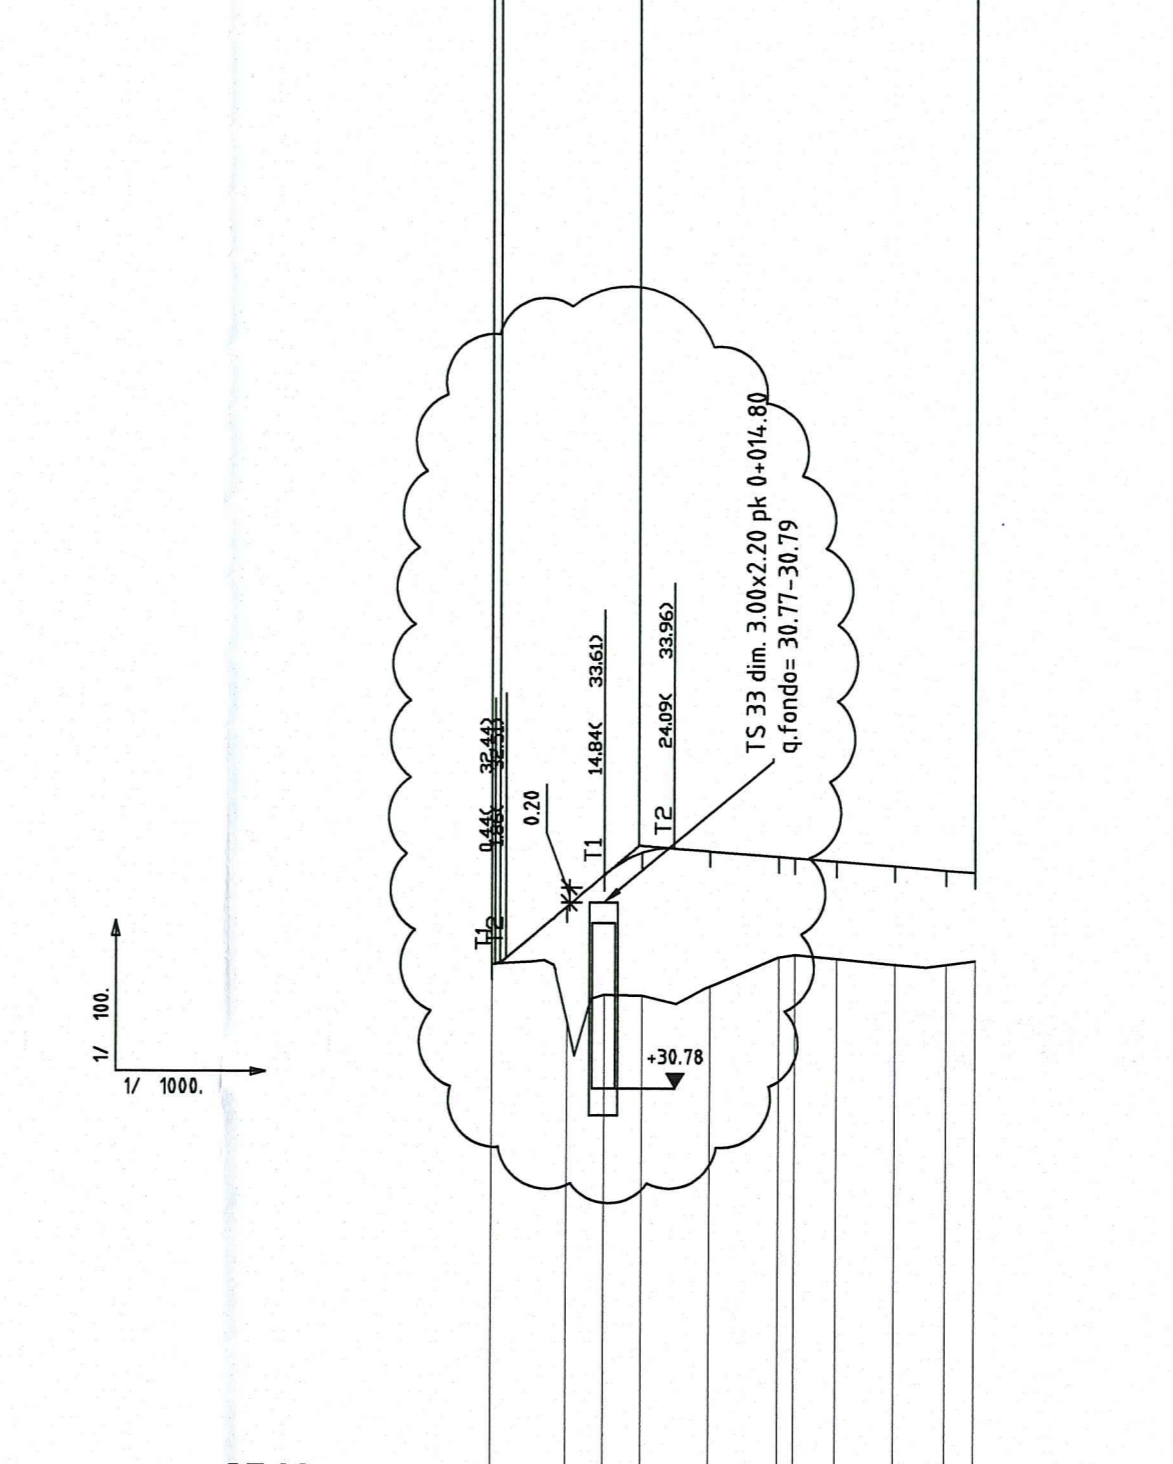 TS 33 dim. 3.00x2.20 pk 0+014.80
q.fondo= 30.77-30.79
T1 14.84( 33.61)
T2 24.09( 33.96)
T1 0.44( 32.44)
T2
0.20
+30.78
1/ 100.
1/ 1000.